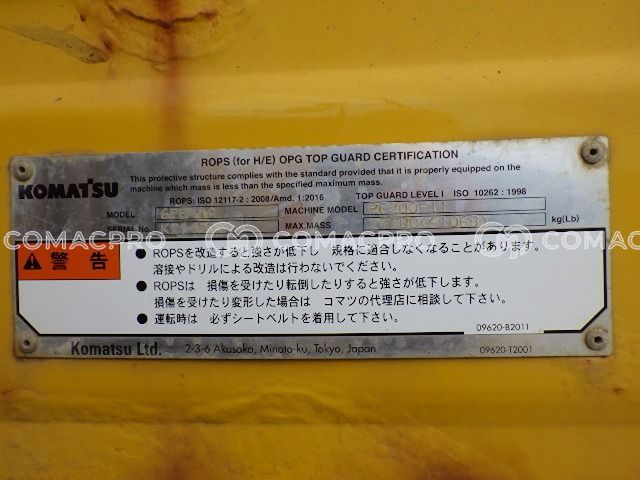 ROPS (for H/E) OPG TOP GUARD CERTIFICATION
KOMATSU
This protective structure complies with the standard provided that it is properly equipped on the
machine which mass is less than the specified maximum mass.
ROPS: ISO 12117-2 : 2008/Amd. 1:2016 TOP GUARD LEVEL I ISO 10262 : 1998
MODEL MACHINE MODEL PC200-11
SERIAL No. MAX.MASS kg(Lb)
COMACPRO COMACPRO COMACPRO
警告
● ROPSを改造すると強さが低下し 規格に適合しなくなることがあります。
溶接やドリルによる改造は行わないでください。
● ROPSは 損傷を受けたり転倒したりすると強さが低下します。
損傷を受けたり変形した場合は コマツの代理店に相談して下さい。
● 運転時は 必ずシートベルトを着用して下さい。
09620-B2011
Komatsu Ltd. 2-3-6 Akasaka, Minato-ku, Tokyo, Japan 09620-T2001
COMACPRO COMACPRO COMACPRO